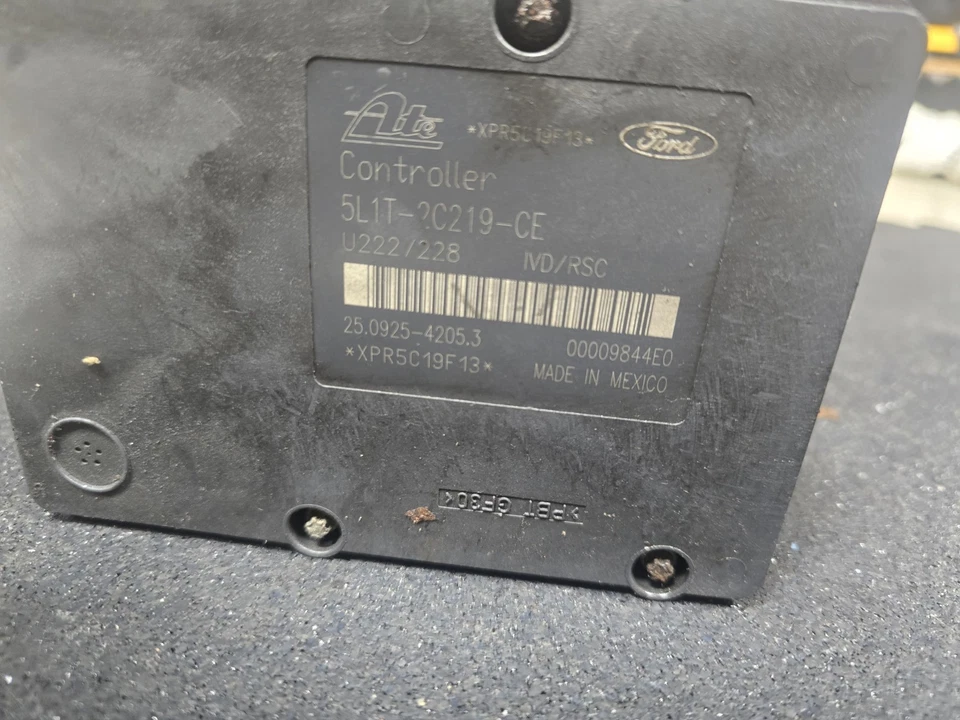 Ate *XPR5C19F13* Ford
Controller
5L1T-2C219-CE
U222/228 IVD/RSC
25.0925-4205.3 00009844E0
*XPR5C19F13* MADE IN MEXICO
>PBT GF30<